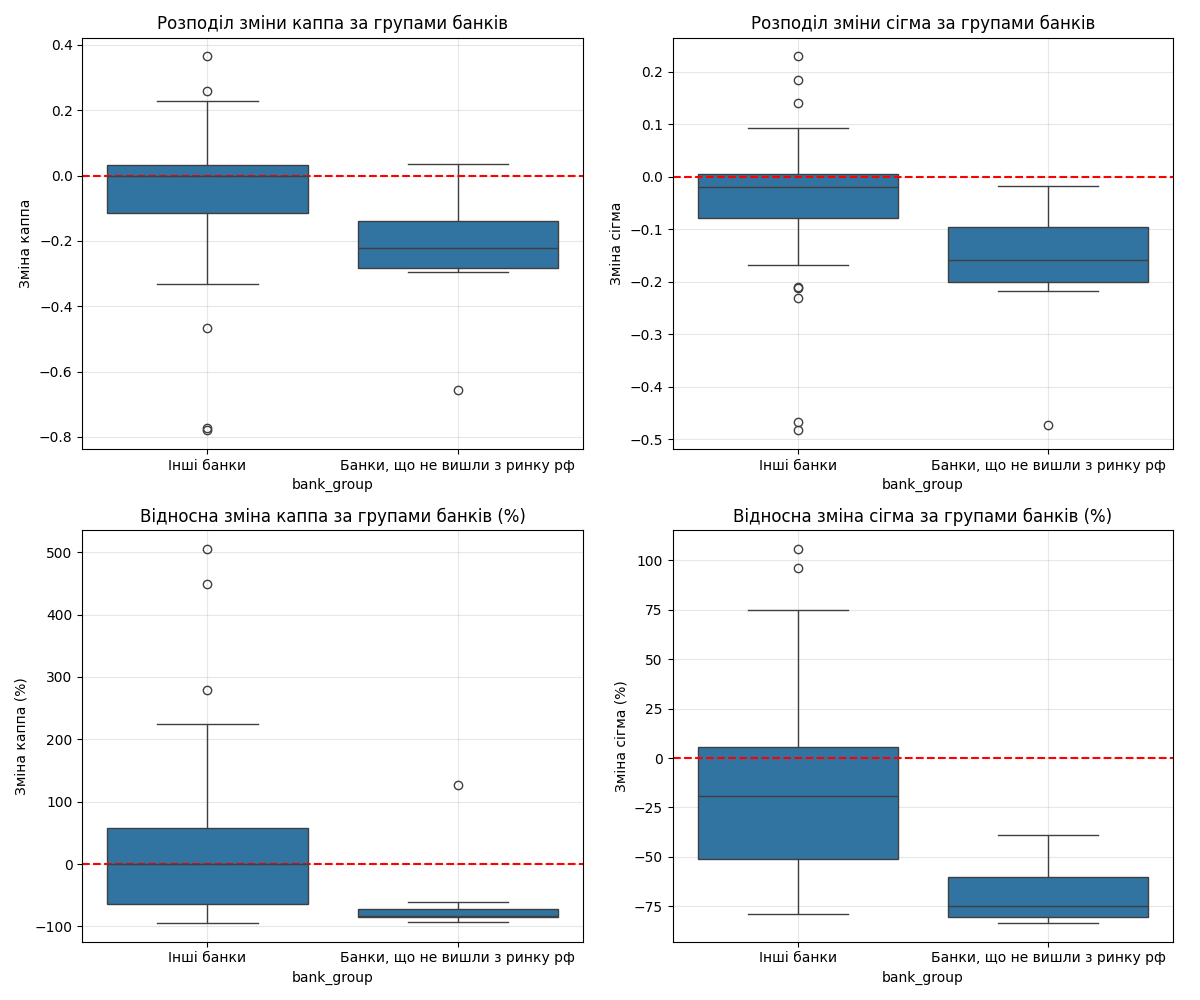 Розподіл зміни каппа за групами банків
0.4
0.2
0.0
−0.2
−0.4
−0.6
−0.8
Зміна каппа
Інші банки
Банки, що не вийшли з ринку рф
bank_group
Розподіл зміни сігма за групами банків
0.2
0.1
0.0
−0.1
−0.2
−0.3
−0.4
−0.5
Зміна сігма
Інші банки
Банки, що не вишли з ринку рф
bank_group
Відносна зміна каппа за групами банків (%)
500
400
300
200
100
0
−100
Зміна каппа (%)
Інші банки
Банки, що не вишли з ринку рф
bank_group
Відносна зміна сігма за групами банків (%)
100
75
50
25
0
−25
−50
−75
Зміна сігма (%)
Інші банки
Банки, що не вишли з ринку рф
bank_group